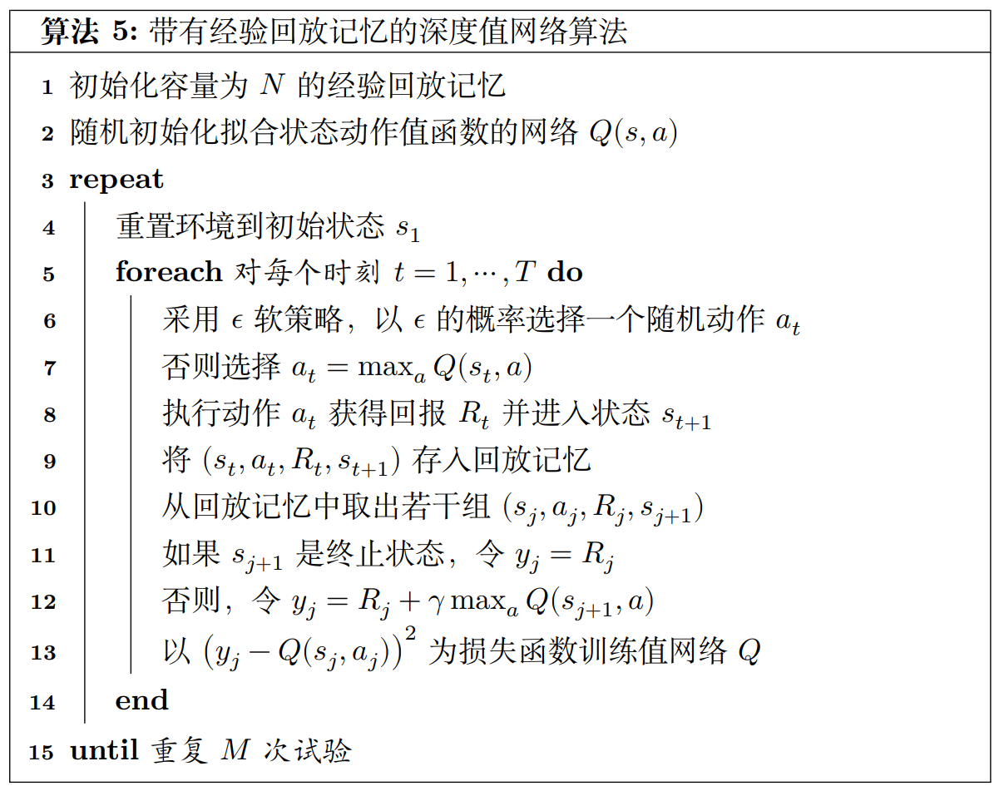 算法 5: 带有经验回放记忆的深度值网络算法
1 初始化容量为 N 的经验回放记忆
2 随机初始化拟合状态动作值函数的网络 Q(s, a)
3 repeat
4 重置环境到初始状态 s₁
5 foreach 对每个时刻 t = 1, ⋯, T do
6 采用 ϵ 软策略，以 ϵ 的概率选择一个随机动作 a_t
7 否则选择 a_t = max_a Q(s_t, a)
8 执行动作 a_t 获得回报 R_t 并进入状态 s_{t+1}
9 将 (s_t, a_t, R_t, s_{t+1}) 存入回放记忆
10 从回放记忆中取出若干组 (s_j, a_j, R_j, s_{j+1})
11 如果 s_{j+1} 是终止状态，令 y_j = R_j
12 否则，令 y_j = R_j + γ max_a Q(s_{j+1}, a)
13 以 (y_j − Q(s_j, a_j))² 为损失函数训练值网络 Q
14 end
15 until 重复 M 次试验